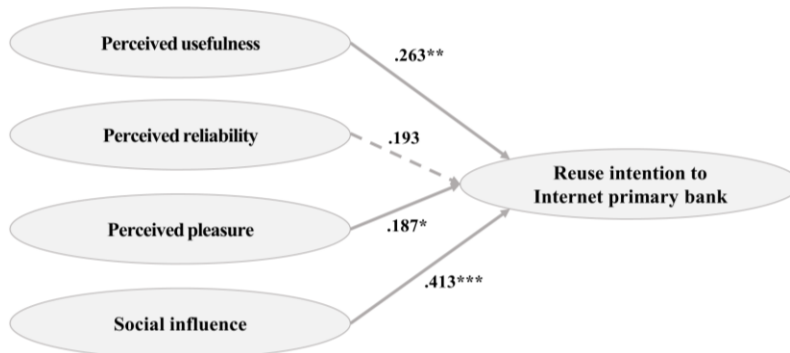 Perceived usefulness
.263**
Perceived reliability
.193
Reuse intention to
Internet primary bank
Perceived pleasure
.187*
.413***
Social influence